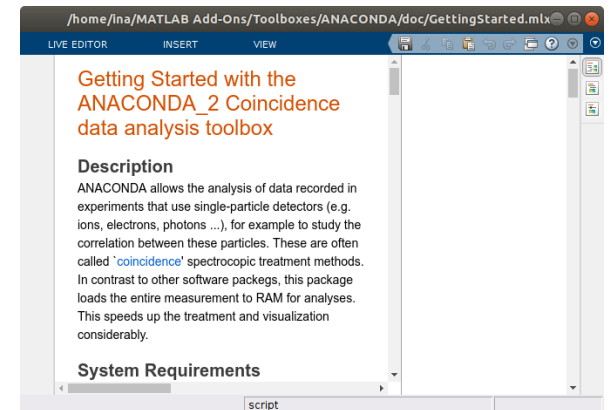 /home/ina/MATLAB Add-Ons/Toolboxes/ANACONDA/doc/GettingStarted.mlx
LIVE EDITOR INSERT VIEW
Getting Started with the
ANACONDA_2 Coincidence
data analysis toolbox
Description
ANACONDA allows the analysis of data recorded in
experiments that use single-particle detectors (e.g.
ions, electrons, photons ...), for example to study the
correlation between these particles. These are often
called `coincidence' spectrocopic treatment methods.
In contrast to other software packegs, this package
loads the entire measurement to RAM for analyses.
This speeds up the treatment and visualization
considerably.
System Requirements
script